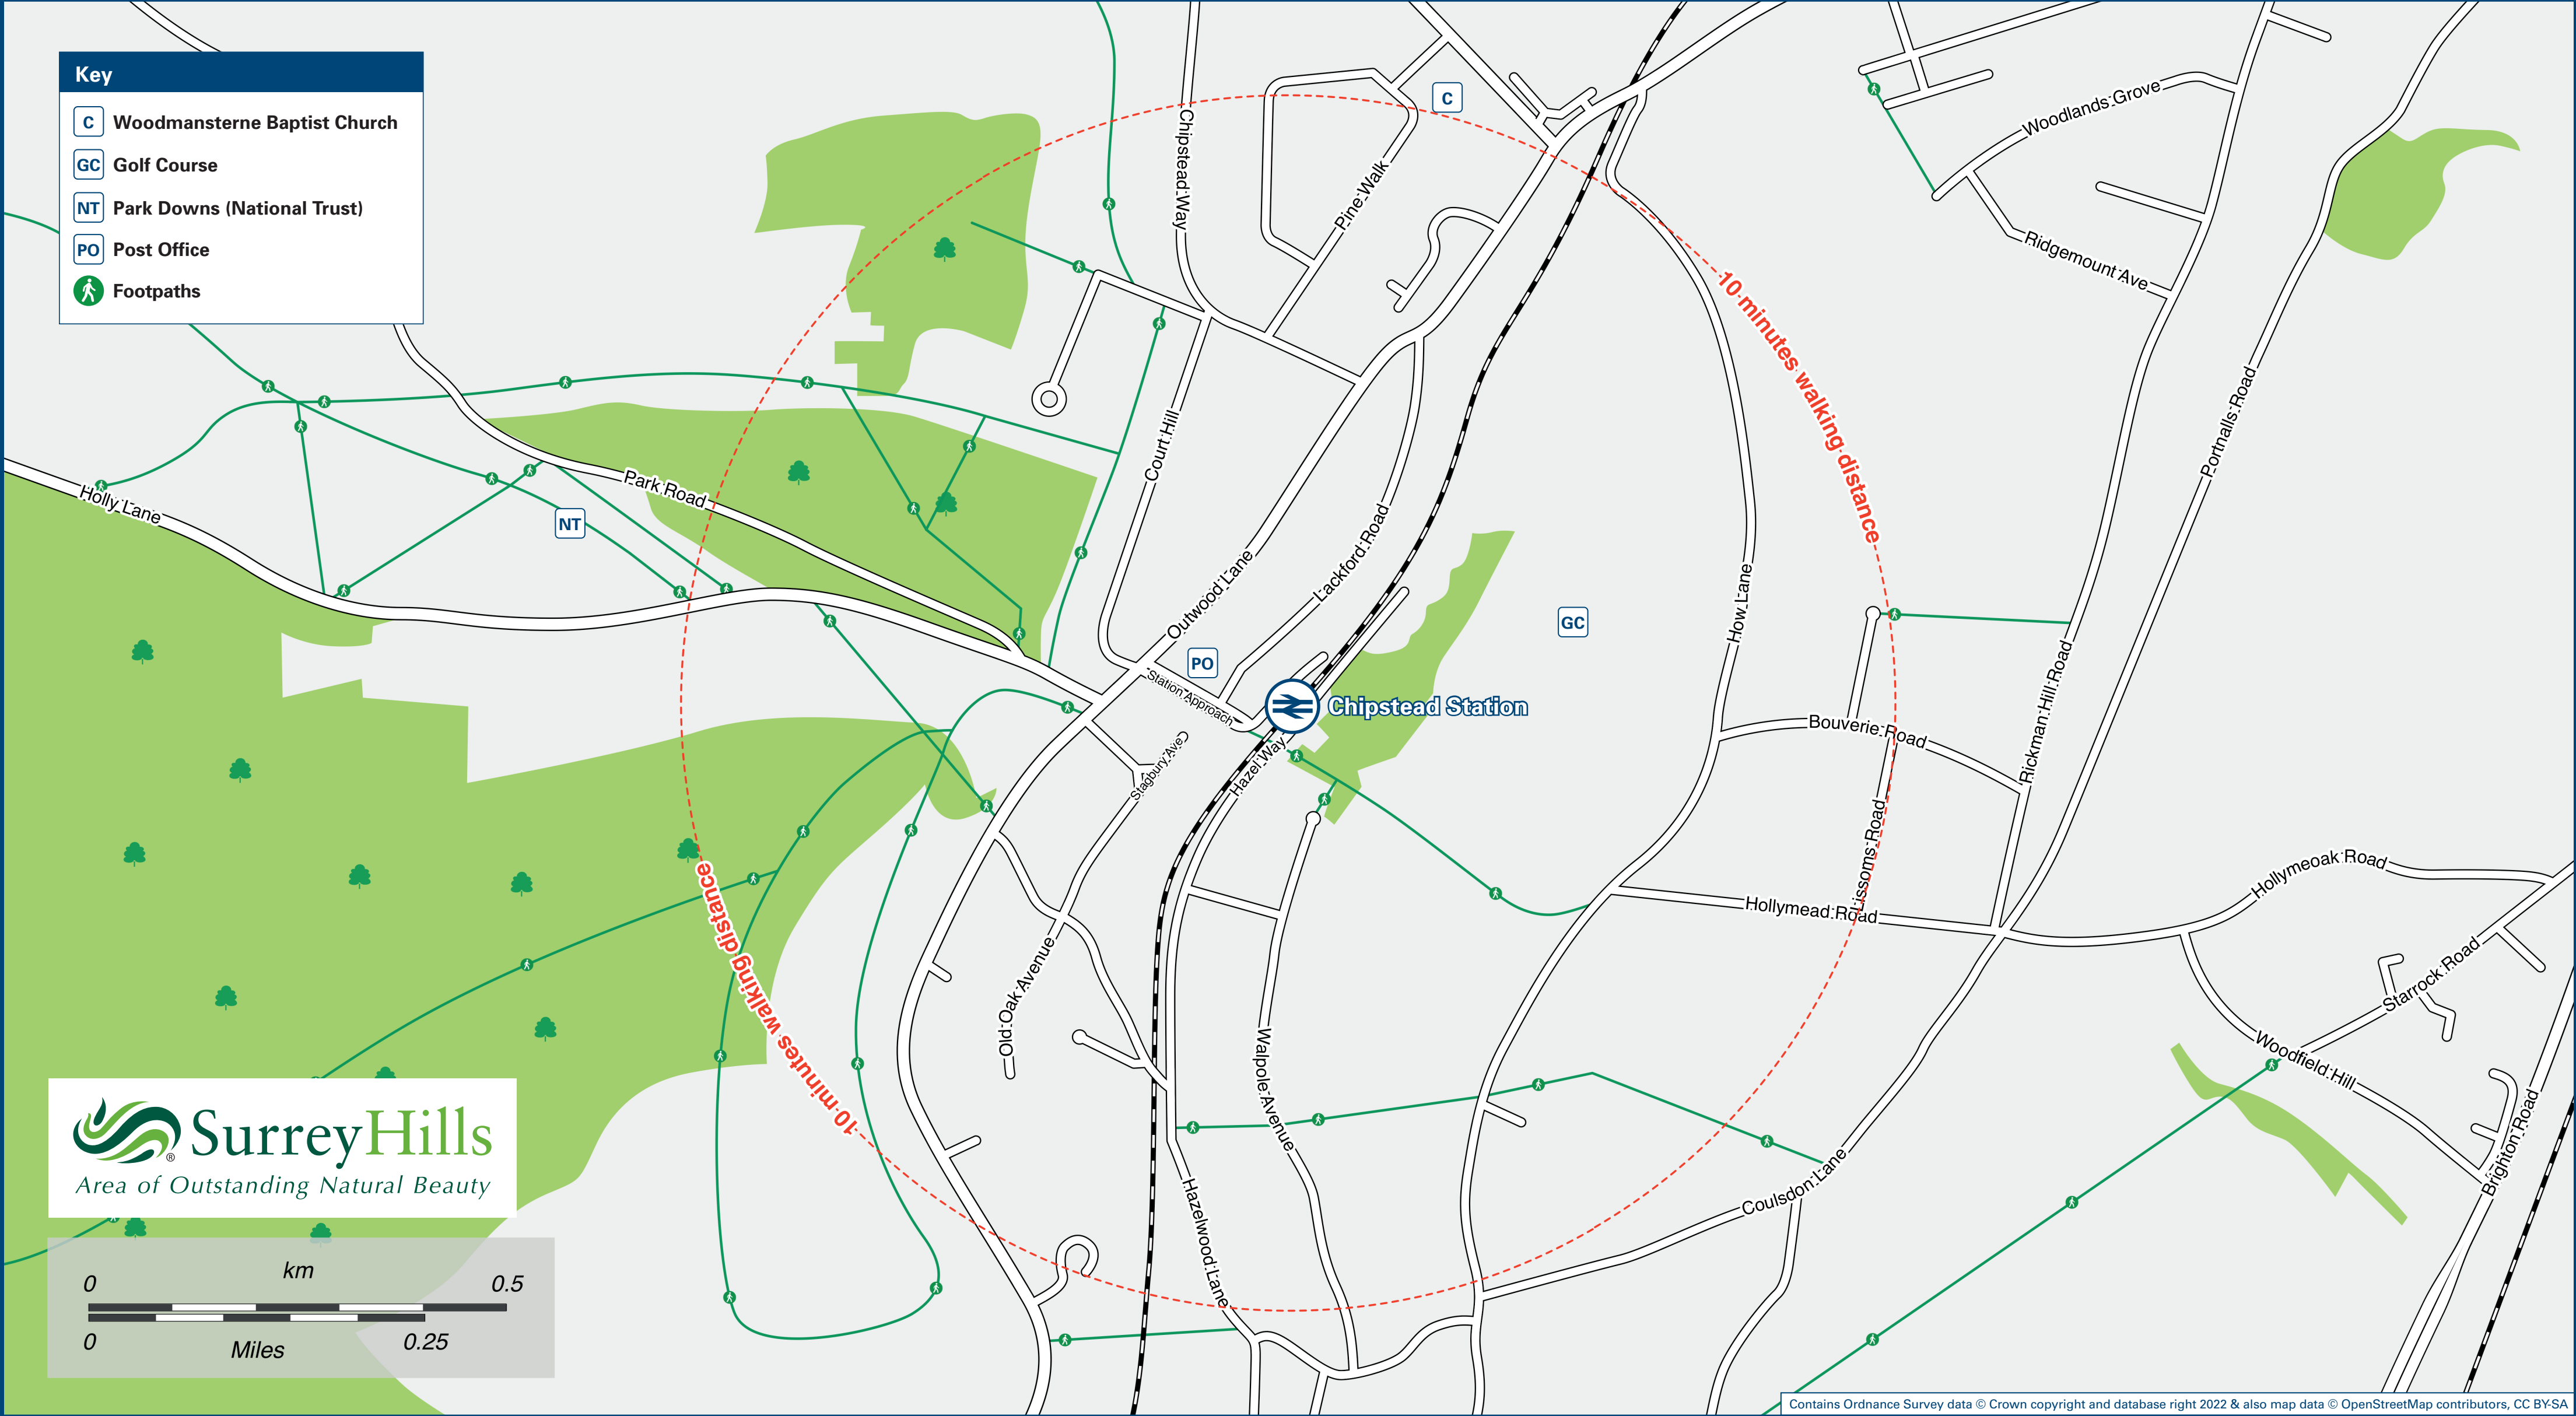 Key
C Woodmansterne Baptist Church
GC Golf Course
NT Park Downs (National Trust)
PO Post Office
Footpaths
C
Chipstead Way
Pine Walk
Woodlands Grove
Ridgemount Ave
10 minutes walking distance
Portnalls Road
Court Hill
Park Road
Holly Lane
NT
Outwood Lane
Lackford Road
How Lane
GC
PO
Station Approach
Chipstead Station
Rickman Hill Road
Bouverie Road
Stagbury Ave
Hazel Way
Lissoms Road
Hollymead Road
Hollymeoak Road
Starrock Road
10 minutes walking distance
Old Oak Avenue
Walpole Avenue
Woodfield Hill
Brighton Road
Coulsdon Lane
Hazelwood Lane
SurreyHills
®
Area of Outstanding Natural Beauty
0 km 0.5
0 Miles 0.25
Contains Ordnance Survey data © Crown copyright and database right 2022 & also map data © OpenStreetMap contributors, CC BY-SA